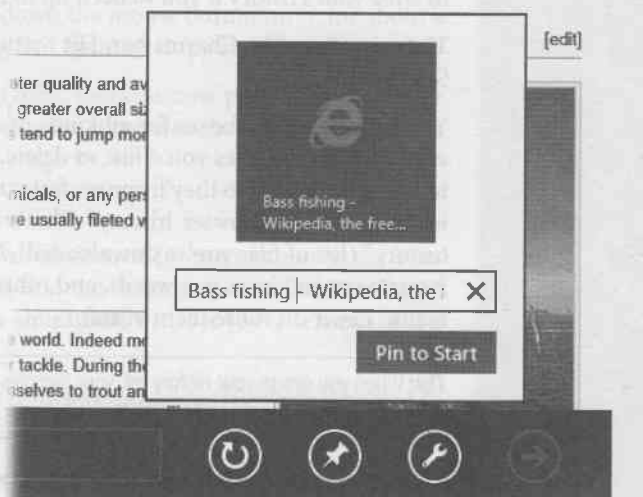 [edit]
ater quality and av
greater overall siz
tend to jump mor
micals, or any pers
e usually fileted
Bass fishing -
Wikipedia, the free...
Bass fishing - Wikipedia, the
Pin to Start
world. Indeed mo
tackle. During the
selves to trout an